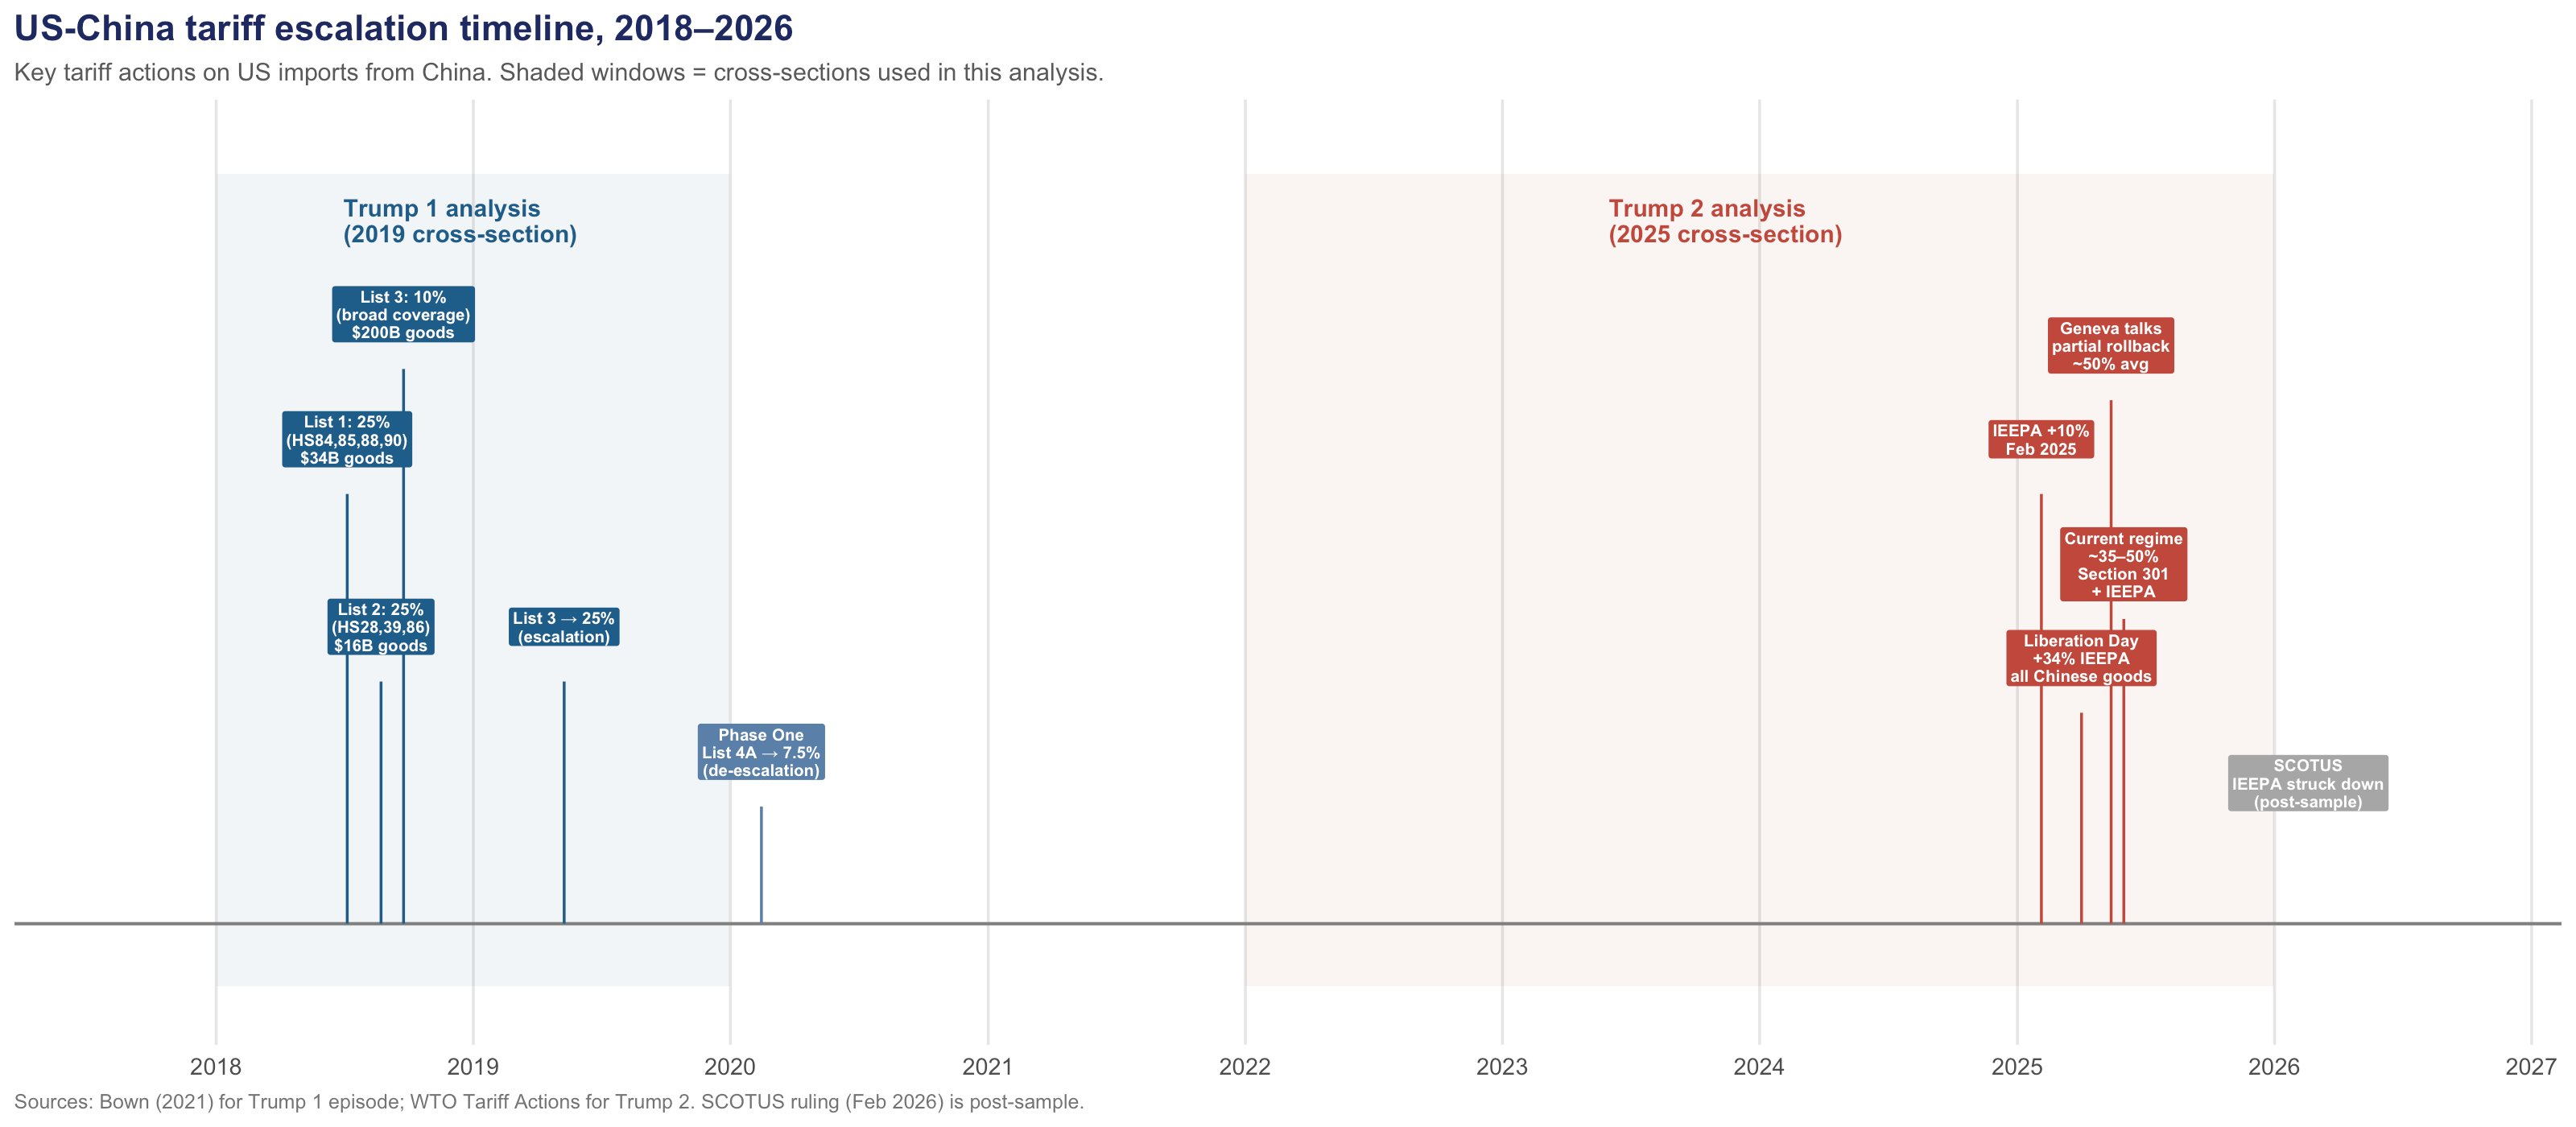 US-China tariff escalation timeline, 2018–2026
Key tariff actions on US imports from China. Shaded windows = cross-sections used in this analysis.
Trump 1 analysis
(2019 cross-section)
Trump 2 analysis
(2025 cross-section)
List 3: 10%
(broad coverage)
$200B goods
List 1: 25%
(HS84,85,88,90)
$34B goods
List 2: 25%
(HS28,39,86)
$16B goods
List 3 → 25%
(escalation)
Phase One
List 4A → 7.5%
(de-escalation)
Geneva talks
partial rollback
~50% avg
IEEPA +10%
Feb 2025
Current regime
~35–50%
Section 301
+ IEEPA
Liberation Day
+34% IEEPA
all Chinese goods
SCOTUS
IEEPA struck down
(post-sample)
2018 2019 2020 2021 2022 2023 2024 2025 2026 2027
Sources: Bown (2021) for Trump 1 episode; WTO Tariff Actions for Trump 2. SCOTUS ruling (Feb 2026) is post-sample.